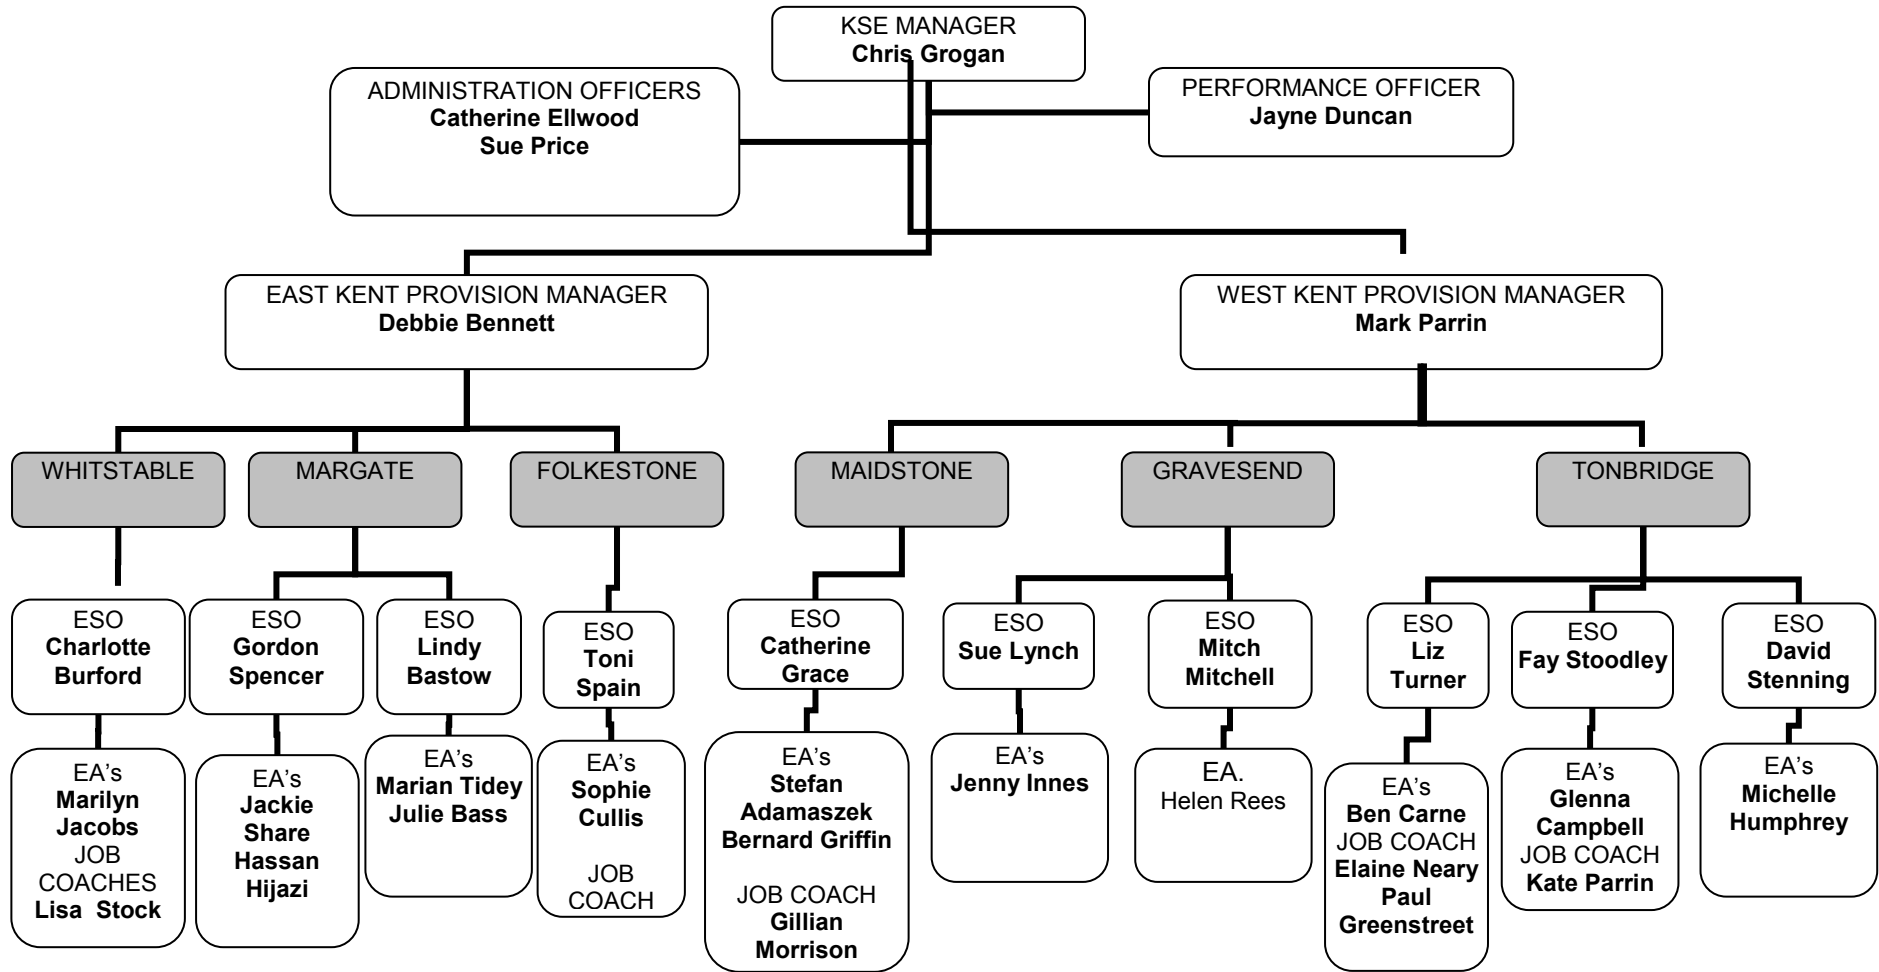 KSE MANAGER
Chris Grogan
ADMINISTRATION OFFICERS
Catherine Ellwood
Sue Price
PERFORMANCE OFFICER
Jayne Duncan
EAST KENT PROVISION MANAGER
Debbie Bennett
WEST KENT PROVISION MANAGER
Mark Parrin
WHITSTABLE
MARGATE
FOLKESTONE
MAIDSTONE
GRAVESEND
TONBRIDGE
ESO
Charlotte
Burford
ESO
Gordon
Spencer
ESO
Lindy
Bastow
ESO
Toni
Spain
ESO
Catherine
Grace
ESO
Sue Lynch
ESO
Mitch
Mitchell
ESO
Liz
Turner
ESO
Fay Stoodley
ESO
David
Stenning
EA’s
Marilyn
Jacobs
JOB
COACHES
Lisa  Stock
EA’s
Jackie
Share
Hassan
Hijazi
EA’s
Marian Tidey
Julie Bass
EA’s
Sophie
Cullis
JOB
COACH
EA’s
Stefan
Adamaszek
Bernard Griffin
JOB COACH
Gillian
Morrison
EA’s
Jenny Innes
EA.
Helen Rees
EA’s
Ben Carne
JOB COACH
Elaine Neary
Paul
Greenstreet
EA’s
Glenna
Campbell
JOB COACH
Kate Parrin
EA’s
Michelle
Humphrey